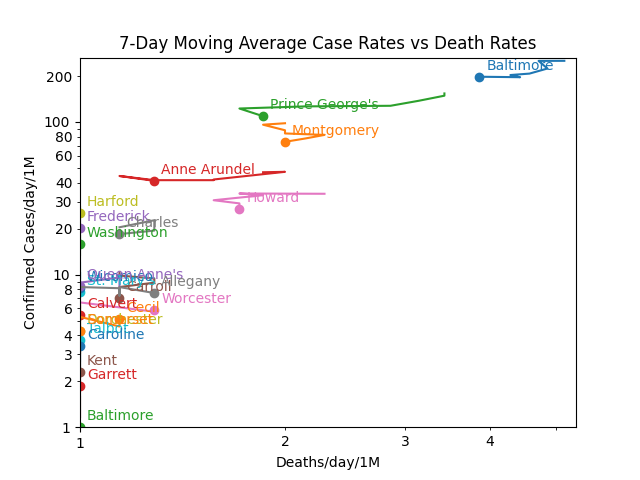 7-Day Moving Average Case Rates vs Death Rates
Confirmed Cases/day/1M
200
100
80
60
40
30
20
10
8
6
4
3
2
1
Baltimore
Prince George's
Montgomery
Anne Arundel
Howard
Harford
Frederick
Charles
Washington
Queen Anne's
Wicomico
St. Mary's
Allegany
Carroll
Worcester
Calvert
Cecil
Somerset
Dorchester
Talbot
Caroline
Kent
Garrett
Baltimore
1
2
3
4
Deaths/day/1M